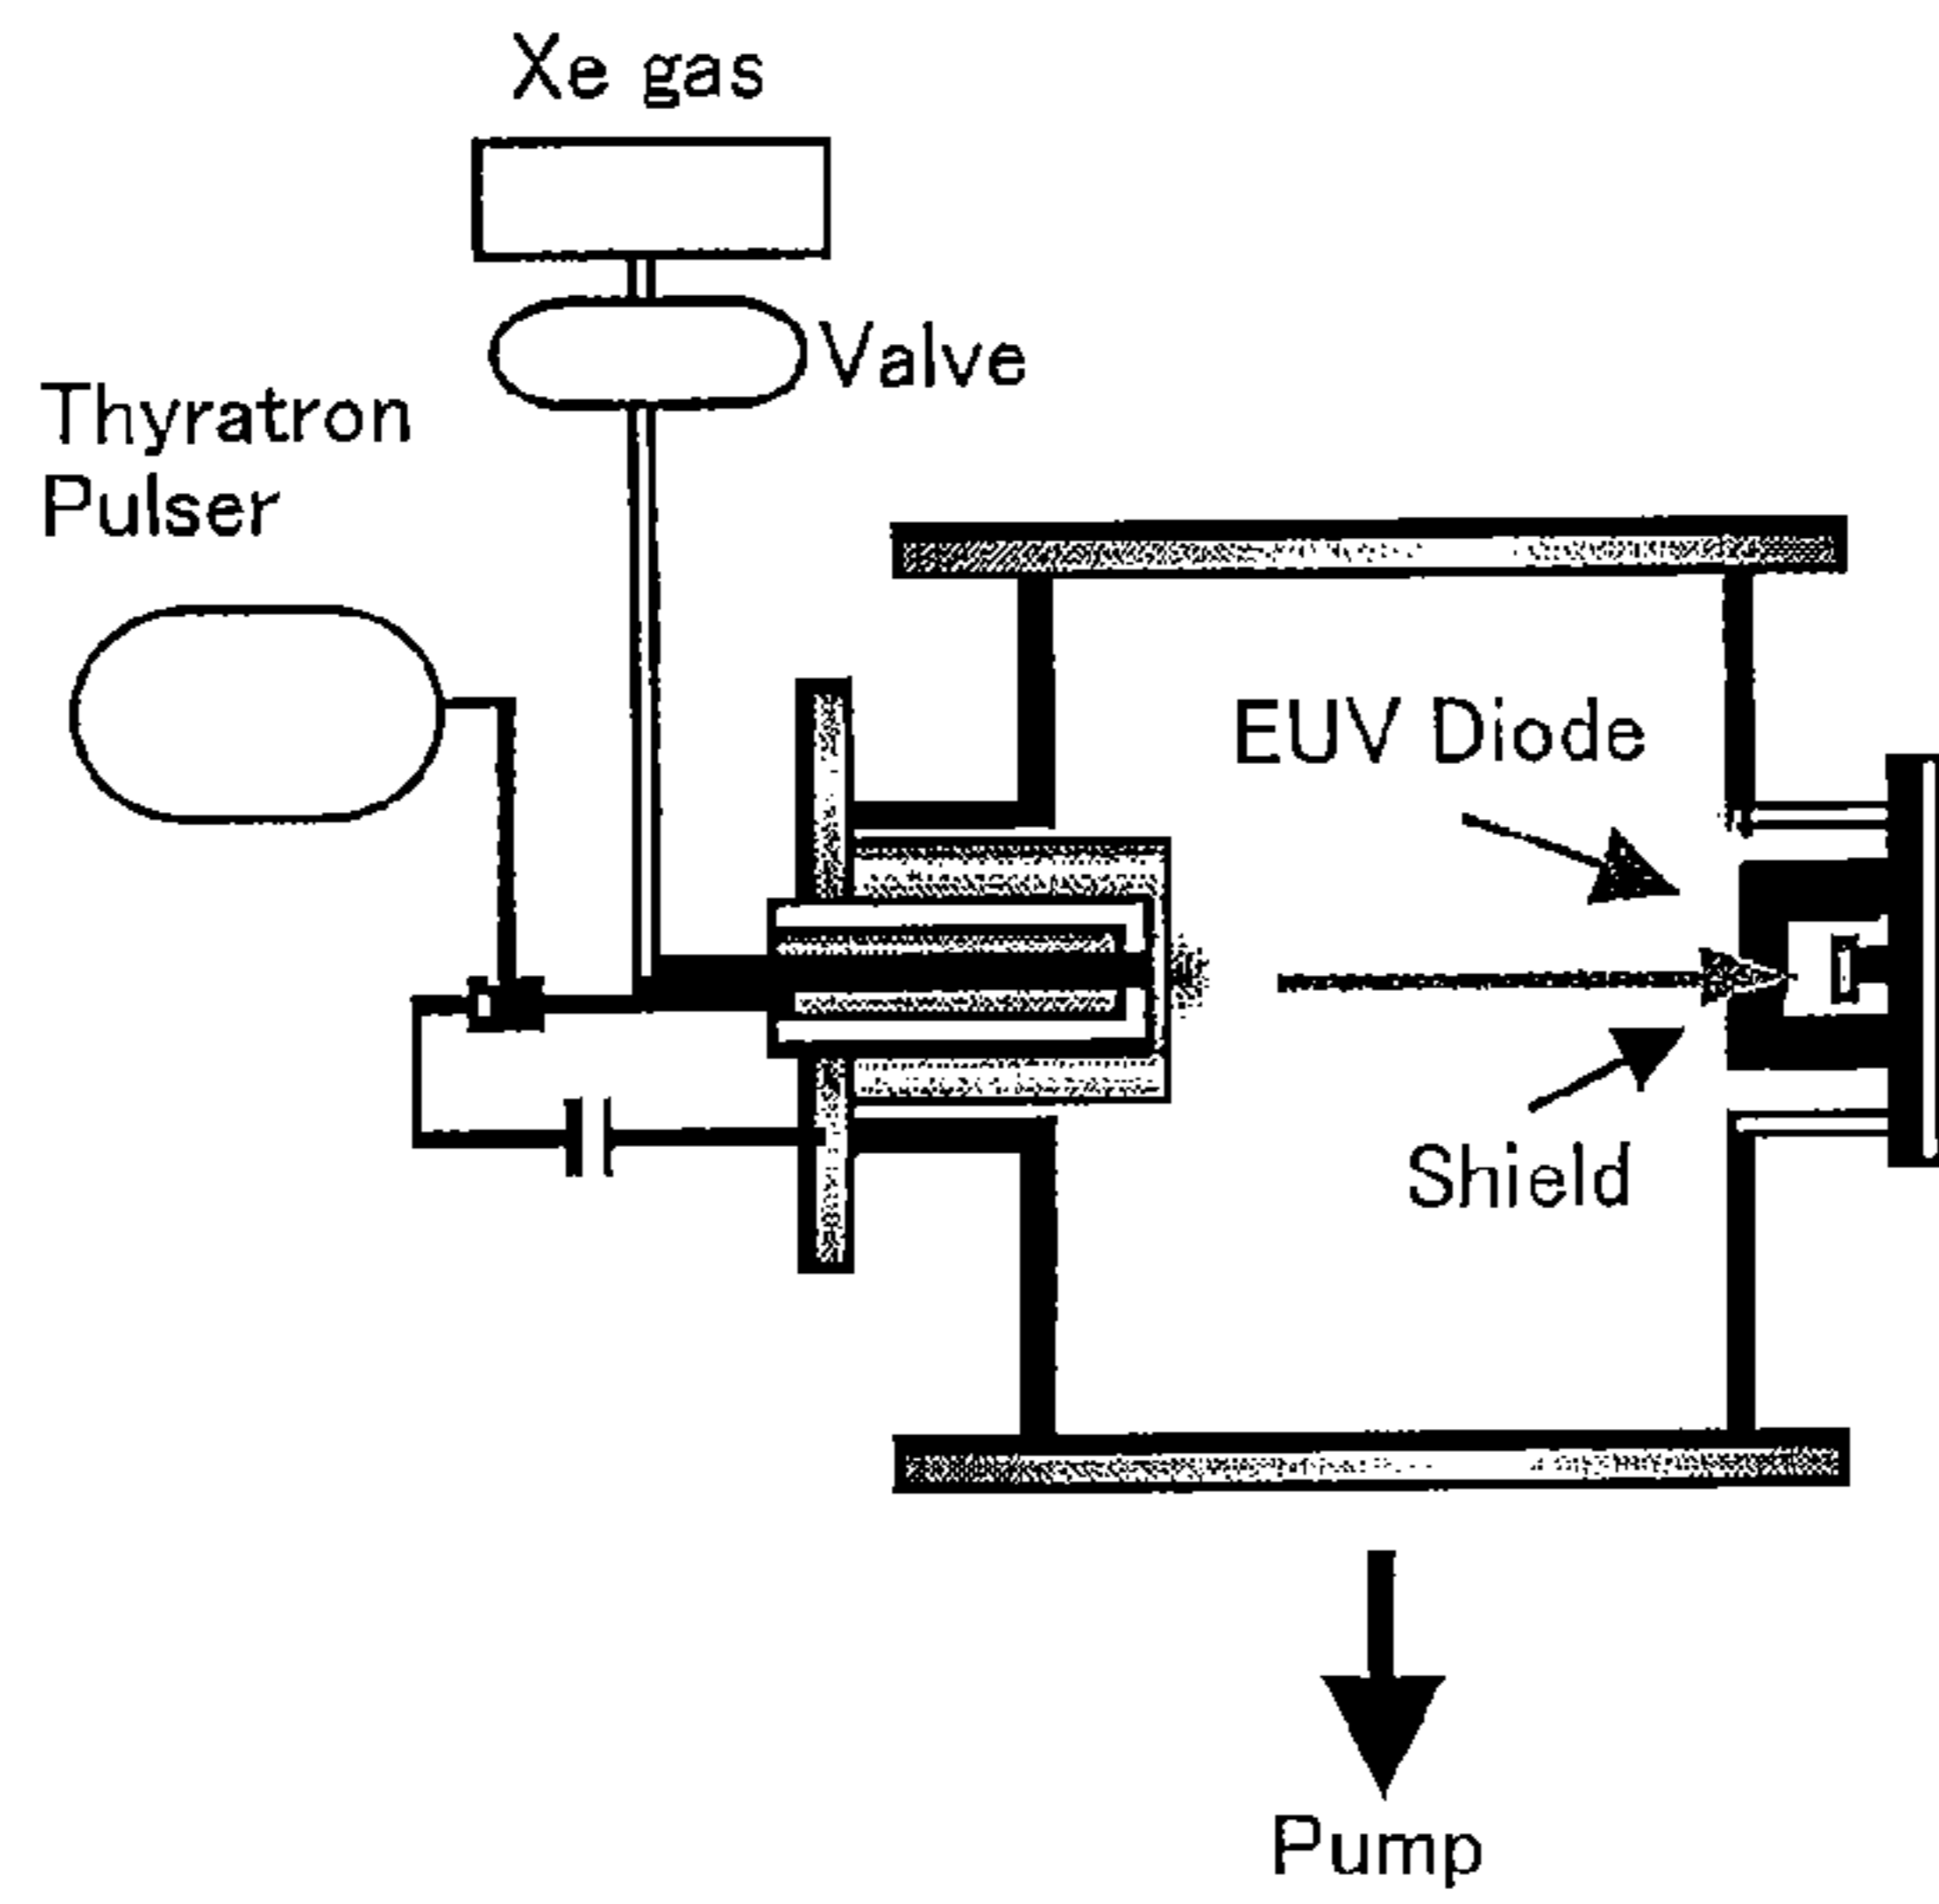 Xe gas
Valve
Thyratron
Pulser
EUV Diode
Shield
Pump